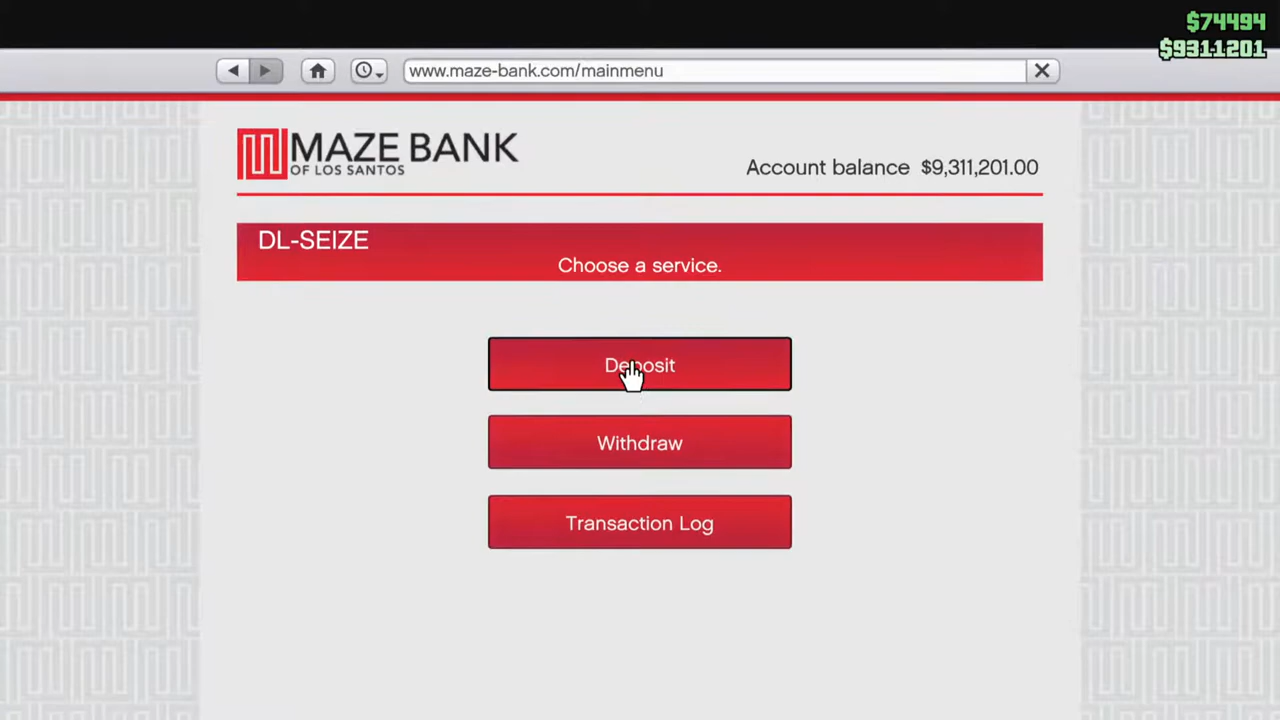 $74494
$9311201
www.maze-bank.com/mainmenu
MAZE BANK
OF LOS SANTOS
Account balance $9,311,201.00
DL-SEIZE
Choose a service.
Deposit
Withdraw
Transaction Log